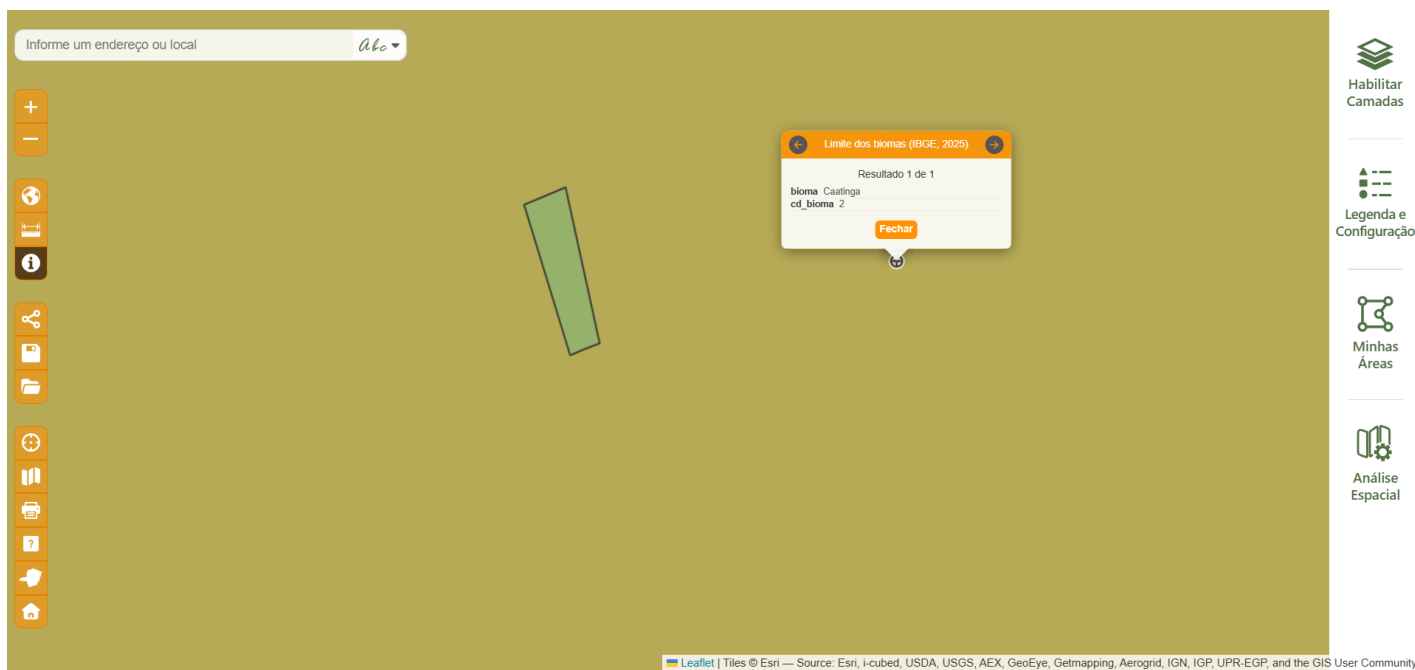 Informe um endereço ou local
Abc
Habilitar
Camadas
Limite dos biomas (IBGE, 2025)
Resultado 1 de 1
bioma Caatinga
cd_bioma 2
Fechar
Legenda e
Configuração
Minhas
Áreas
Análise
Espacial
Leaflet | Tiles © Esri — Source: Esri, i-cubed, USDA, USGS, AEX, GeoEye, Getmapping, Aerogrid, IGN, IGP, UPR-EGP, and the GIS User Community